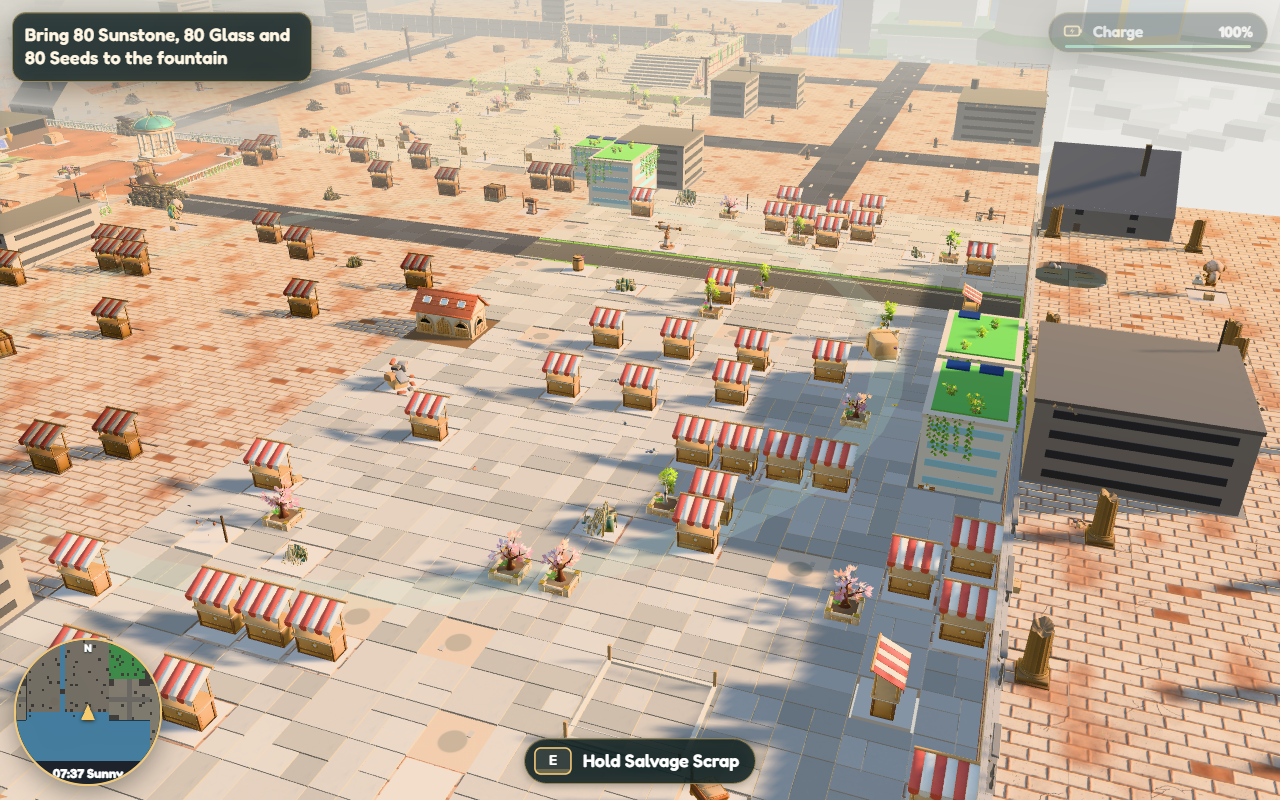 Bring 80 Sunstone, 80 Glass and
80 Seeds to the fountain
Charge 100%
N
07:37 Sunny
E Hold Salvage Scrap